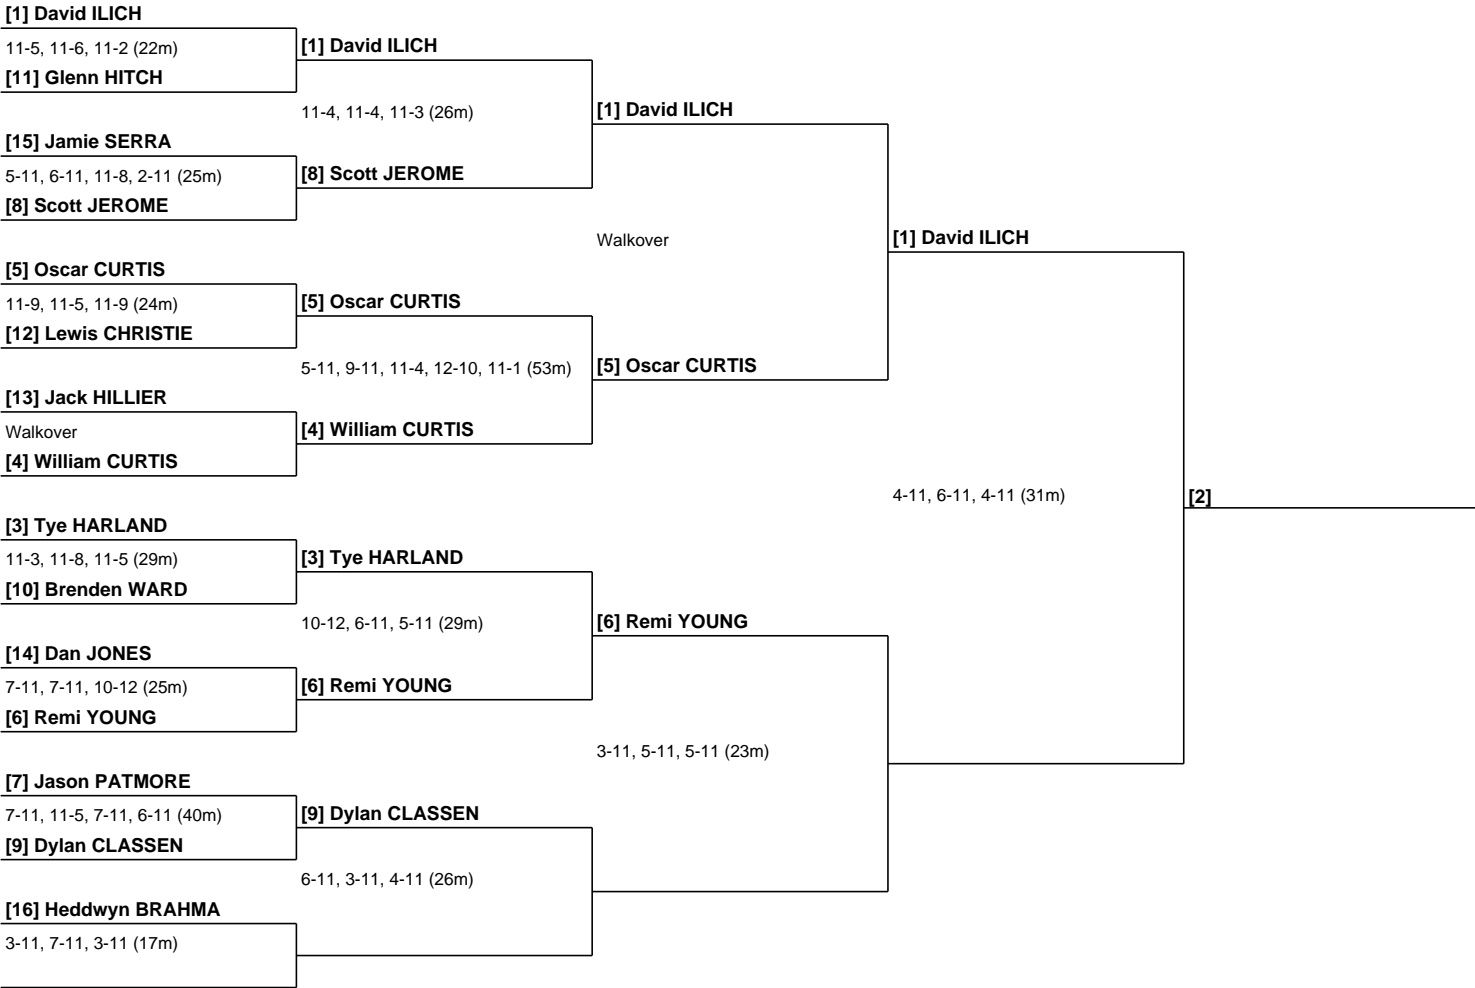 [1] David ILICH
11-5, 11-6, 11-2 (22m)
[11] Glenn HITCH
[15] Jamie SERRA
5-11, 6-11, 11-8, 2-11 (25m)
[8] Scott JEROME
[5] Oscar CURTIS
11-9, 11-5, 11-9 (24m)
[12] Lewis CHRISTIE
[13] Jack HILLIER
Walkover
[4] William CURTIS
[3] Tye HARLAND
11-3, 11-8, 11-5 (29m)
[10] Brenden WARD
[14] Dan JONES
7-11, 7-11, 10-12 (25m)
[6] Remi YOUNG
[7] Jason PATMORE
7-11, 11-5, 7-11, 6-11 (40m)
[9] Dylan CLASSEN
[16] Heddwyn BRAHMA
3-11, 7-11, 3-11 (17m)
[1] David ILICH
11-4, 11-4, 11-3 (26m)
[8] Scott JEROME
[5] Oscar CURTIS
5-11, 9-11, 11-4, 12-10, 11-1 (53m)
[4] William CURTIS
[3] Tye HARLAND
10-12, 6-11, 5-11 (29m)
[6] Remi YOUNG
[9] Dylan CLASSEN
6-11, 3-11, 4-11 (26m)
[1] David ILICH
Walkover
[5] Oscar CURTIS
[6] Remi YOUNG
3-11, 5-11, 5-11 (23m)
[1] David ILICH
4-11, 6-11, 4-11 (31m)
[2]